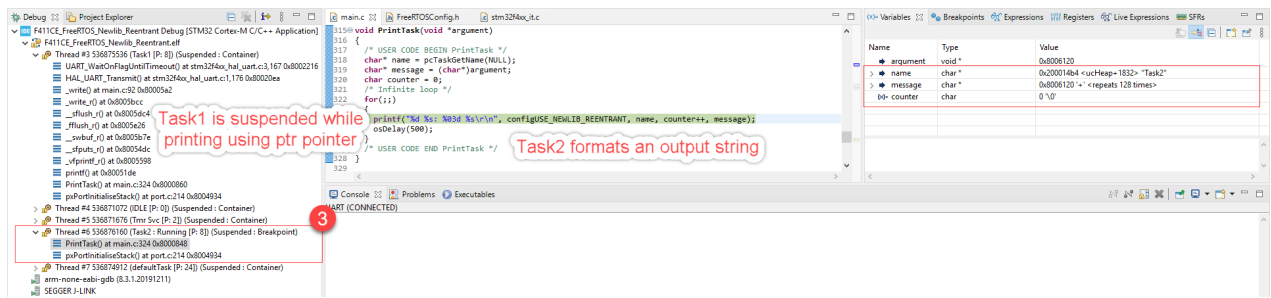 Debug
Project Explorer
F411CE_FreeRTOS_Newlib_Reentrant Debug [STM32 Cortex-M C/C++ Application]
F411CE_FreeRTOS_Newlib_Reentrant.elf
Thread #3 536875536 (Task1 [P: 8]) (Suspended : Container)
UART_WaitOnFlagUntilTimeout() at stm32f4xx_hal_uart.c:3,167 0x8002216
HAL_UART_Transmit() at stm32f4xx_hal_uart.c:1,176 0x80020ea
_write() at main.c:92 0x80005a2
_write_r() at 0x8005bcc
__sflush_r() at 0x8005dc4
_fflush_r() at 0x8005e26
__swbuf_r() at 0x8005b7e
__sfputs_r() at 0x80054dc
_vfprintf_r() at 0x8005598
printf() at 0x80051de
PrintTask() at main.c:324 0x8000860
pxPortInitialiseStack() at port.c:214 0x8004934
Thread #4 536871072 (IDLE [P: 0]) (Suspended : Container)
Thread #5 536871676 (Tmr Svc [P: 2]) (Suspended : Container)
Thread #6 536876160 (Task2 : Running [P: 8]) (Suspended : Breakpoint)
PrintTask() at main.c:324 0x8000848
pxPortInitialiseStack() at port.c:214 0x8004934
Thread #7 536874912 (defaultTask [P: 24]) (Suspended : Container)
arm-none-eabi-gdb (8.3.1.20191211)
SEGGER J-LINK
Task1 is suspended while
printing using ptr pointer
3
main.c
FreeRTOSConfig.h
stm32f4xx_it.c
315 void PrintTask(void *argument)
316 {
317 /* USER CODE BEGIN PrintTask */
318 char* name = pcTaskGetName(NULL);
319 char* message = (char*)argument;
320 char counter = 0;
321 /* Infinite loop */
322 for(;;)
{
printf("%d %s: %03d %s\r\n", configUSE_NEWLIB_REENTRANT, name, counter++, message);
osDelay(500);
}
/* USER CODE END PrintTask */
328 }
329
Task2 formats an output string
Console
Problems
Executables
UART (CONNECTED)
(x)= Variables
Breakpoints
Expressions
Registers
Live Expressions
SFRs
Name Type Value
argument void * 0x8006120
name char * 0x200014b4 <ucHeap+1832> "Task2"
message char * 0x8006120 '+' <repeats 128 times>
(x)= counter char 0 '\0'